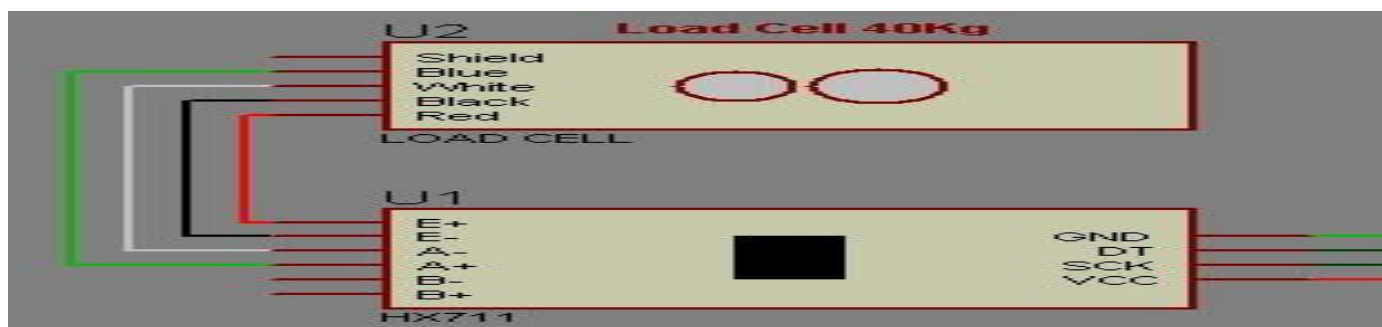 U2
Load Cell 40Kg
Shield
Blue
White
Black
Red
LOAD CELL
U1
E+
E-
A-
A+
B-
B+
GND
DT
SCK
VCC
HX711